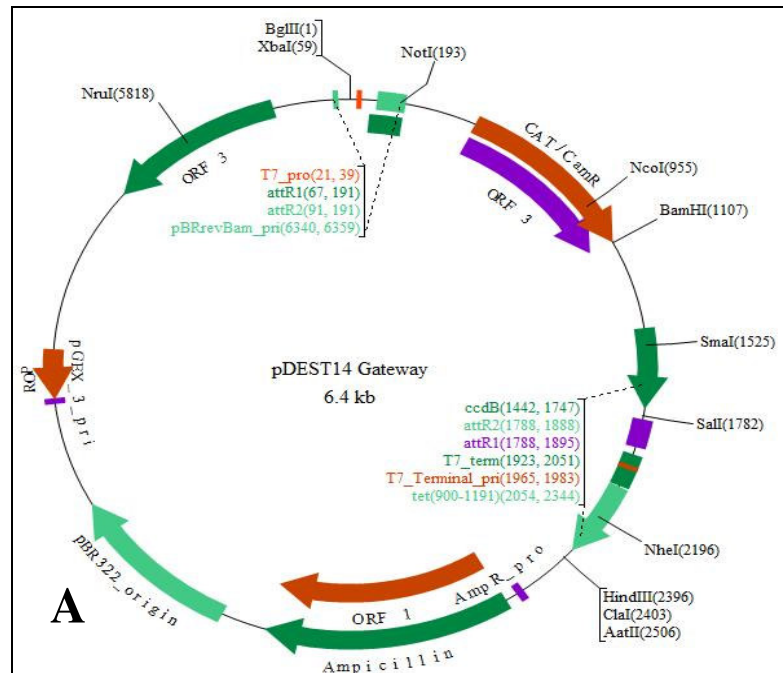 BglII(1)
XbaI(59)
NotI(193)
NruI(5818)
CAT/CamR
ORF 3
NcoI(955)
ORF 3
T7_pro(21, 39)
attR1(67, 191)
attR2(91, 191)
pBRrevBam_pri(6340, 6359)
BamHI(1107)
SmaI(1525)
pDEST14 Gateway
6.4 kb
ROP
pGEX_3_pri
ccdB(1442, 1747)
attR2(1788, 1888)
attR1(1788, 1895)
T7_term(1923, 2051)
T7_Terminal_pri(1965, 1983)
tet(900-1191)(2054, 2344)
SalI(1782)
NheI(2196)
pBR322_origin
AmpR_pro
ORF 1
Ampicillin
HindIII(2396)
ClaI(2403)
AatII(2506)
A